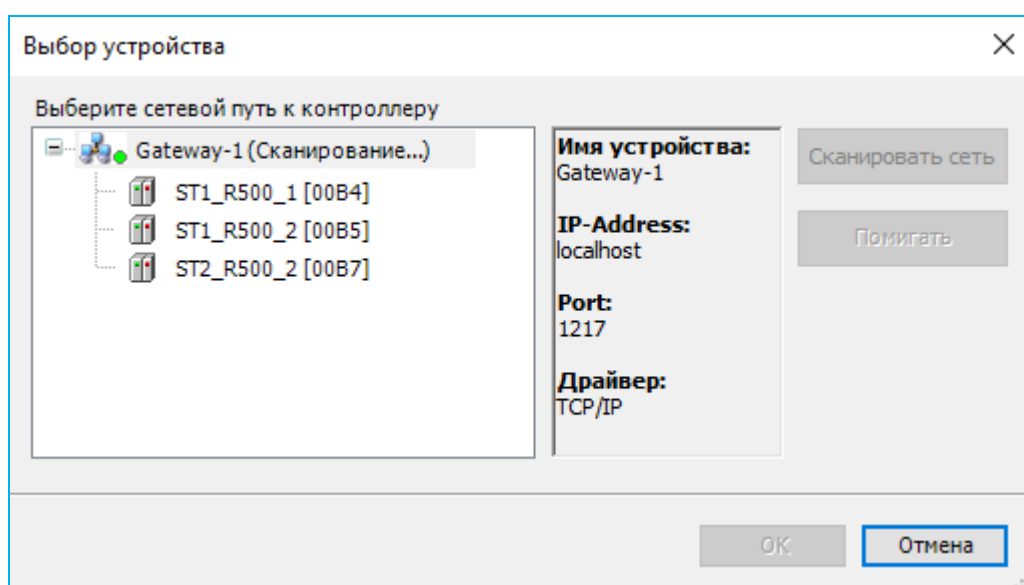 Выбор устройства
Выберите сетевой путь к контроллеру
Gateway-1 (Сканирование...)
ST1_R500_1 [00B4]
ST1_R500_2 [00B5]
ST2_R500_2 [00B7]
Имя устройства:
Gateway-1
IP-Address:
localhost
Port:
1217
Драйвер:
TCP/IP
Сканировать сеть
Помигать
OK
Отмена